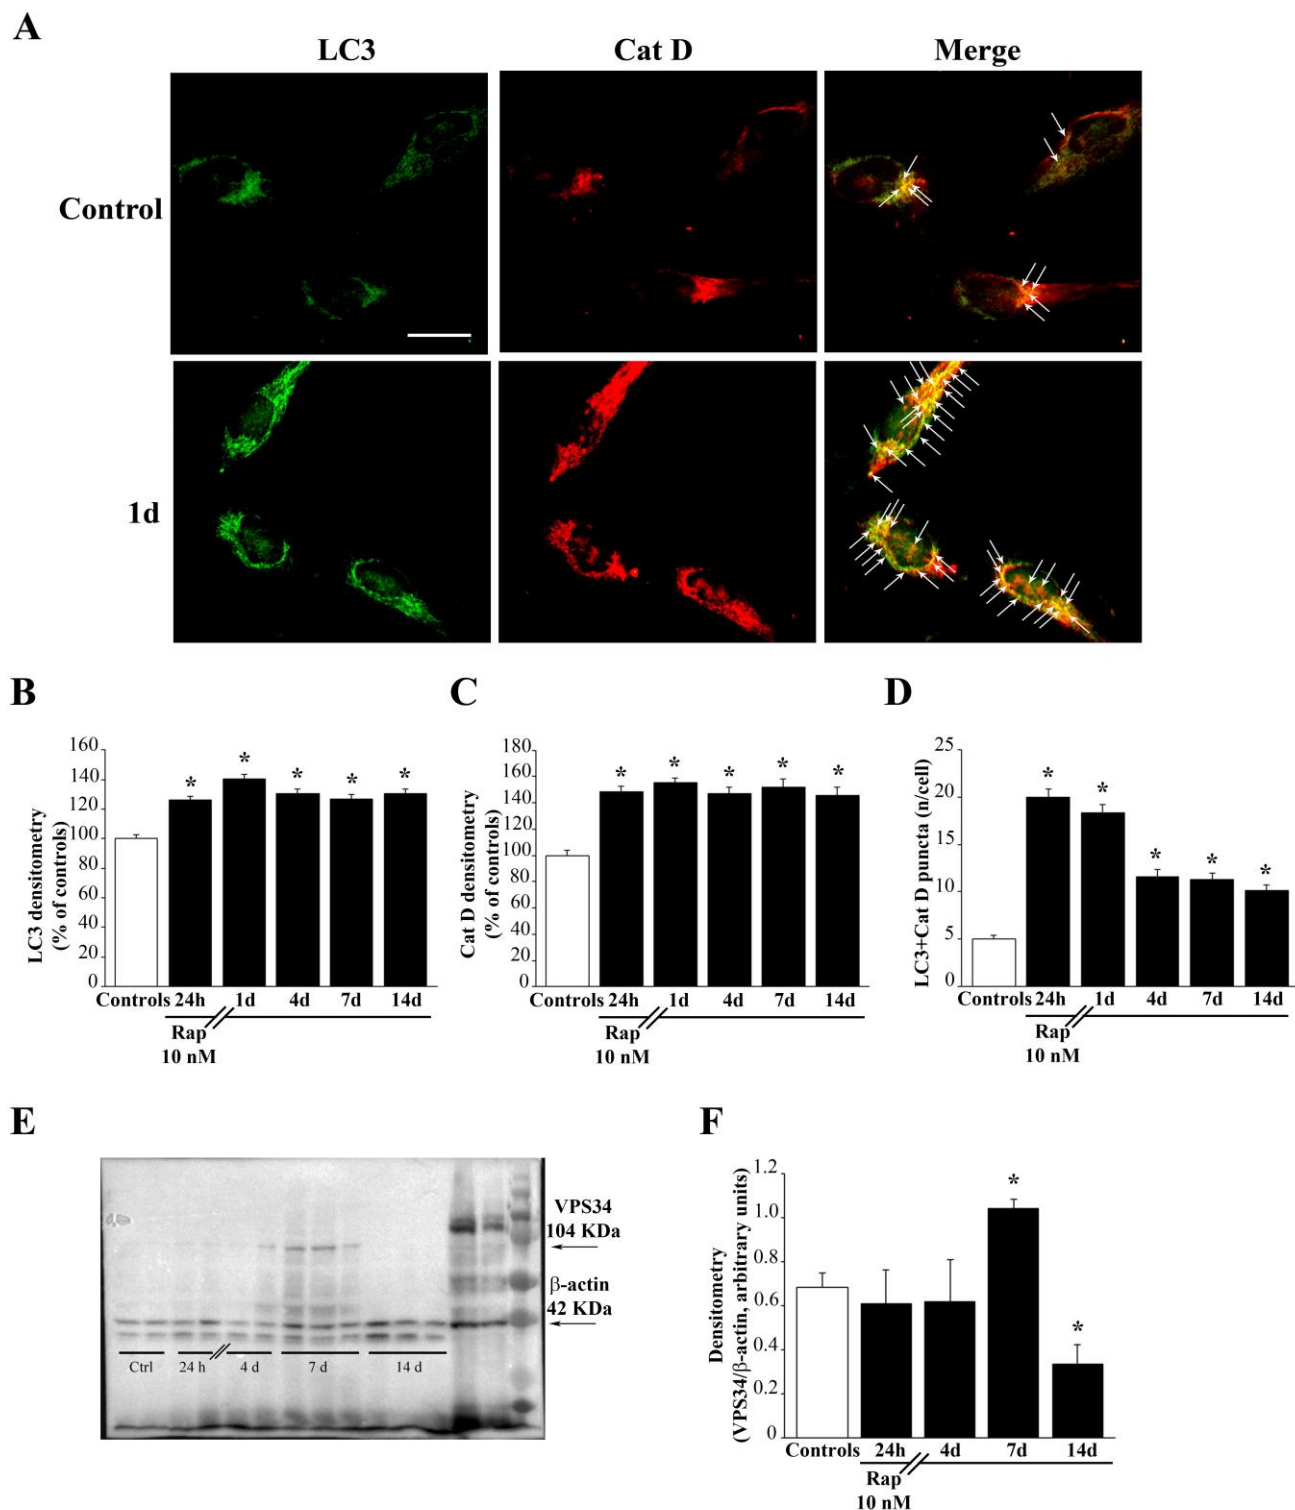 A
LC3
Cat D
Merge
Control
1d
B
LC3 densitometry
(% of controls)
160
140
120
100
80
60
40
120
0
Controls 24h 1d 4d 7d 14d
Rap
10 nM
C
Cat D densitometry
(% of controls)
180
160
140
120
100
80
60
40
20
0
Controls 24h 1d 4d 7d 14d
Rap
10 nM
D
LC3+Cat D puncta (n/cell)
25
20
15
10
5
0
Controls 24h 1d 4d 7d 14d
Rap
10 nM
* * * * *
* * * * *
* * * * *
E
VPS34
104 KDa
β-actin
42 KDa
Ctrl 24 h 4 d 7 d 14 d
F
Densitometry
(VPS34/β-actin, arbitrary units)
1.2
1.0
0.8
0.6
0.4
0.2
0
* *
Controls 24h 4d 7d 14d
Rap
10 nM